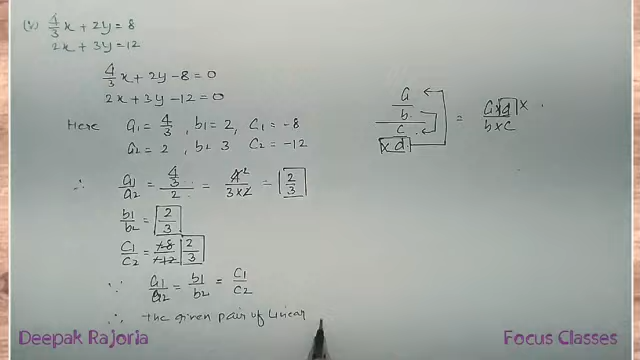 (v) 4/3 x + 2y = 8
2x + 3y = 12
4/3 x + 2y - 8 = 0
2x + 3y - 12 = 0
Here a1 = 4/3, b1 = 2, C1 = -8
a2 = 2, b2 3 C2 = -12
∴ a1/a2 = 4/3/2 = 4 2/3×2 = 2/3
b1/b2 = 2/3
C1/C2 = -8/-12 2/3
∵ a1/a2 = b1/b2 = C1/C2
∴ The given pair of Linear
a/b/c/×d = a×d/b×c x
Deepak Rajoria
Focus Classes